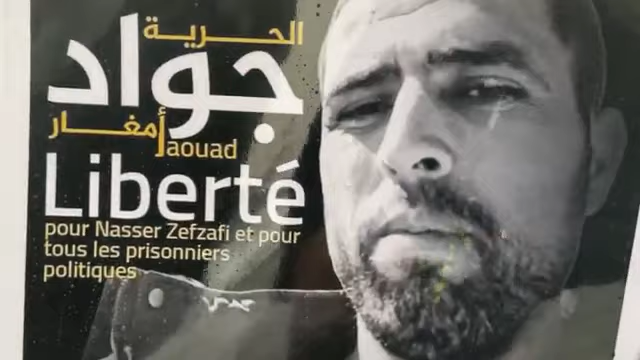 الحرية
جواد
أمغار
Jaouad
Liberté
pour Nasser Zefzafi et pour
tous les prisonniers
politiques